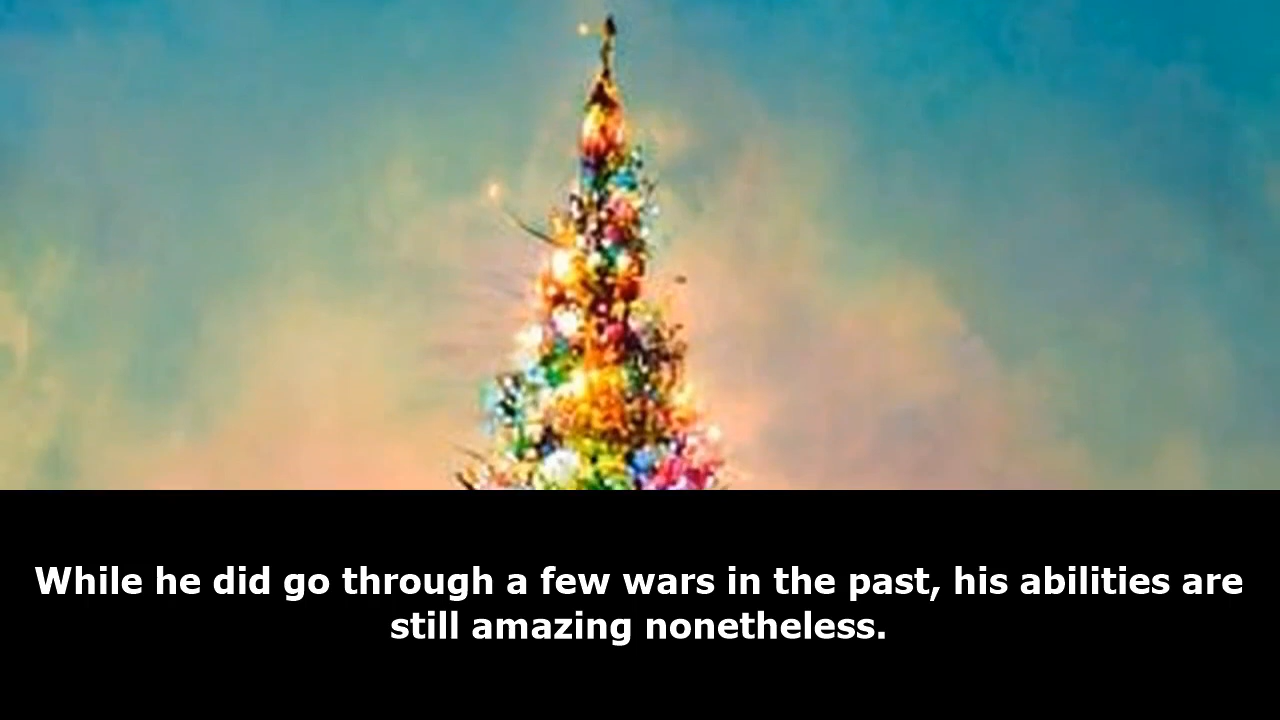 While he did go through a few wars in the past, his abilities are
still amazing nonetheless.